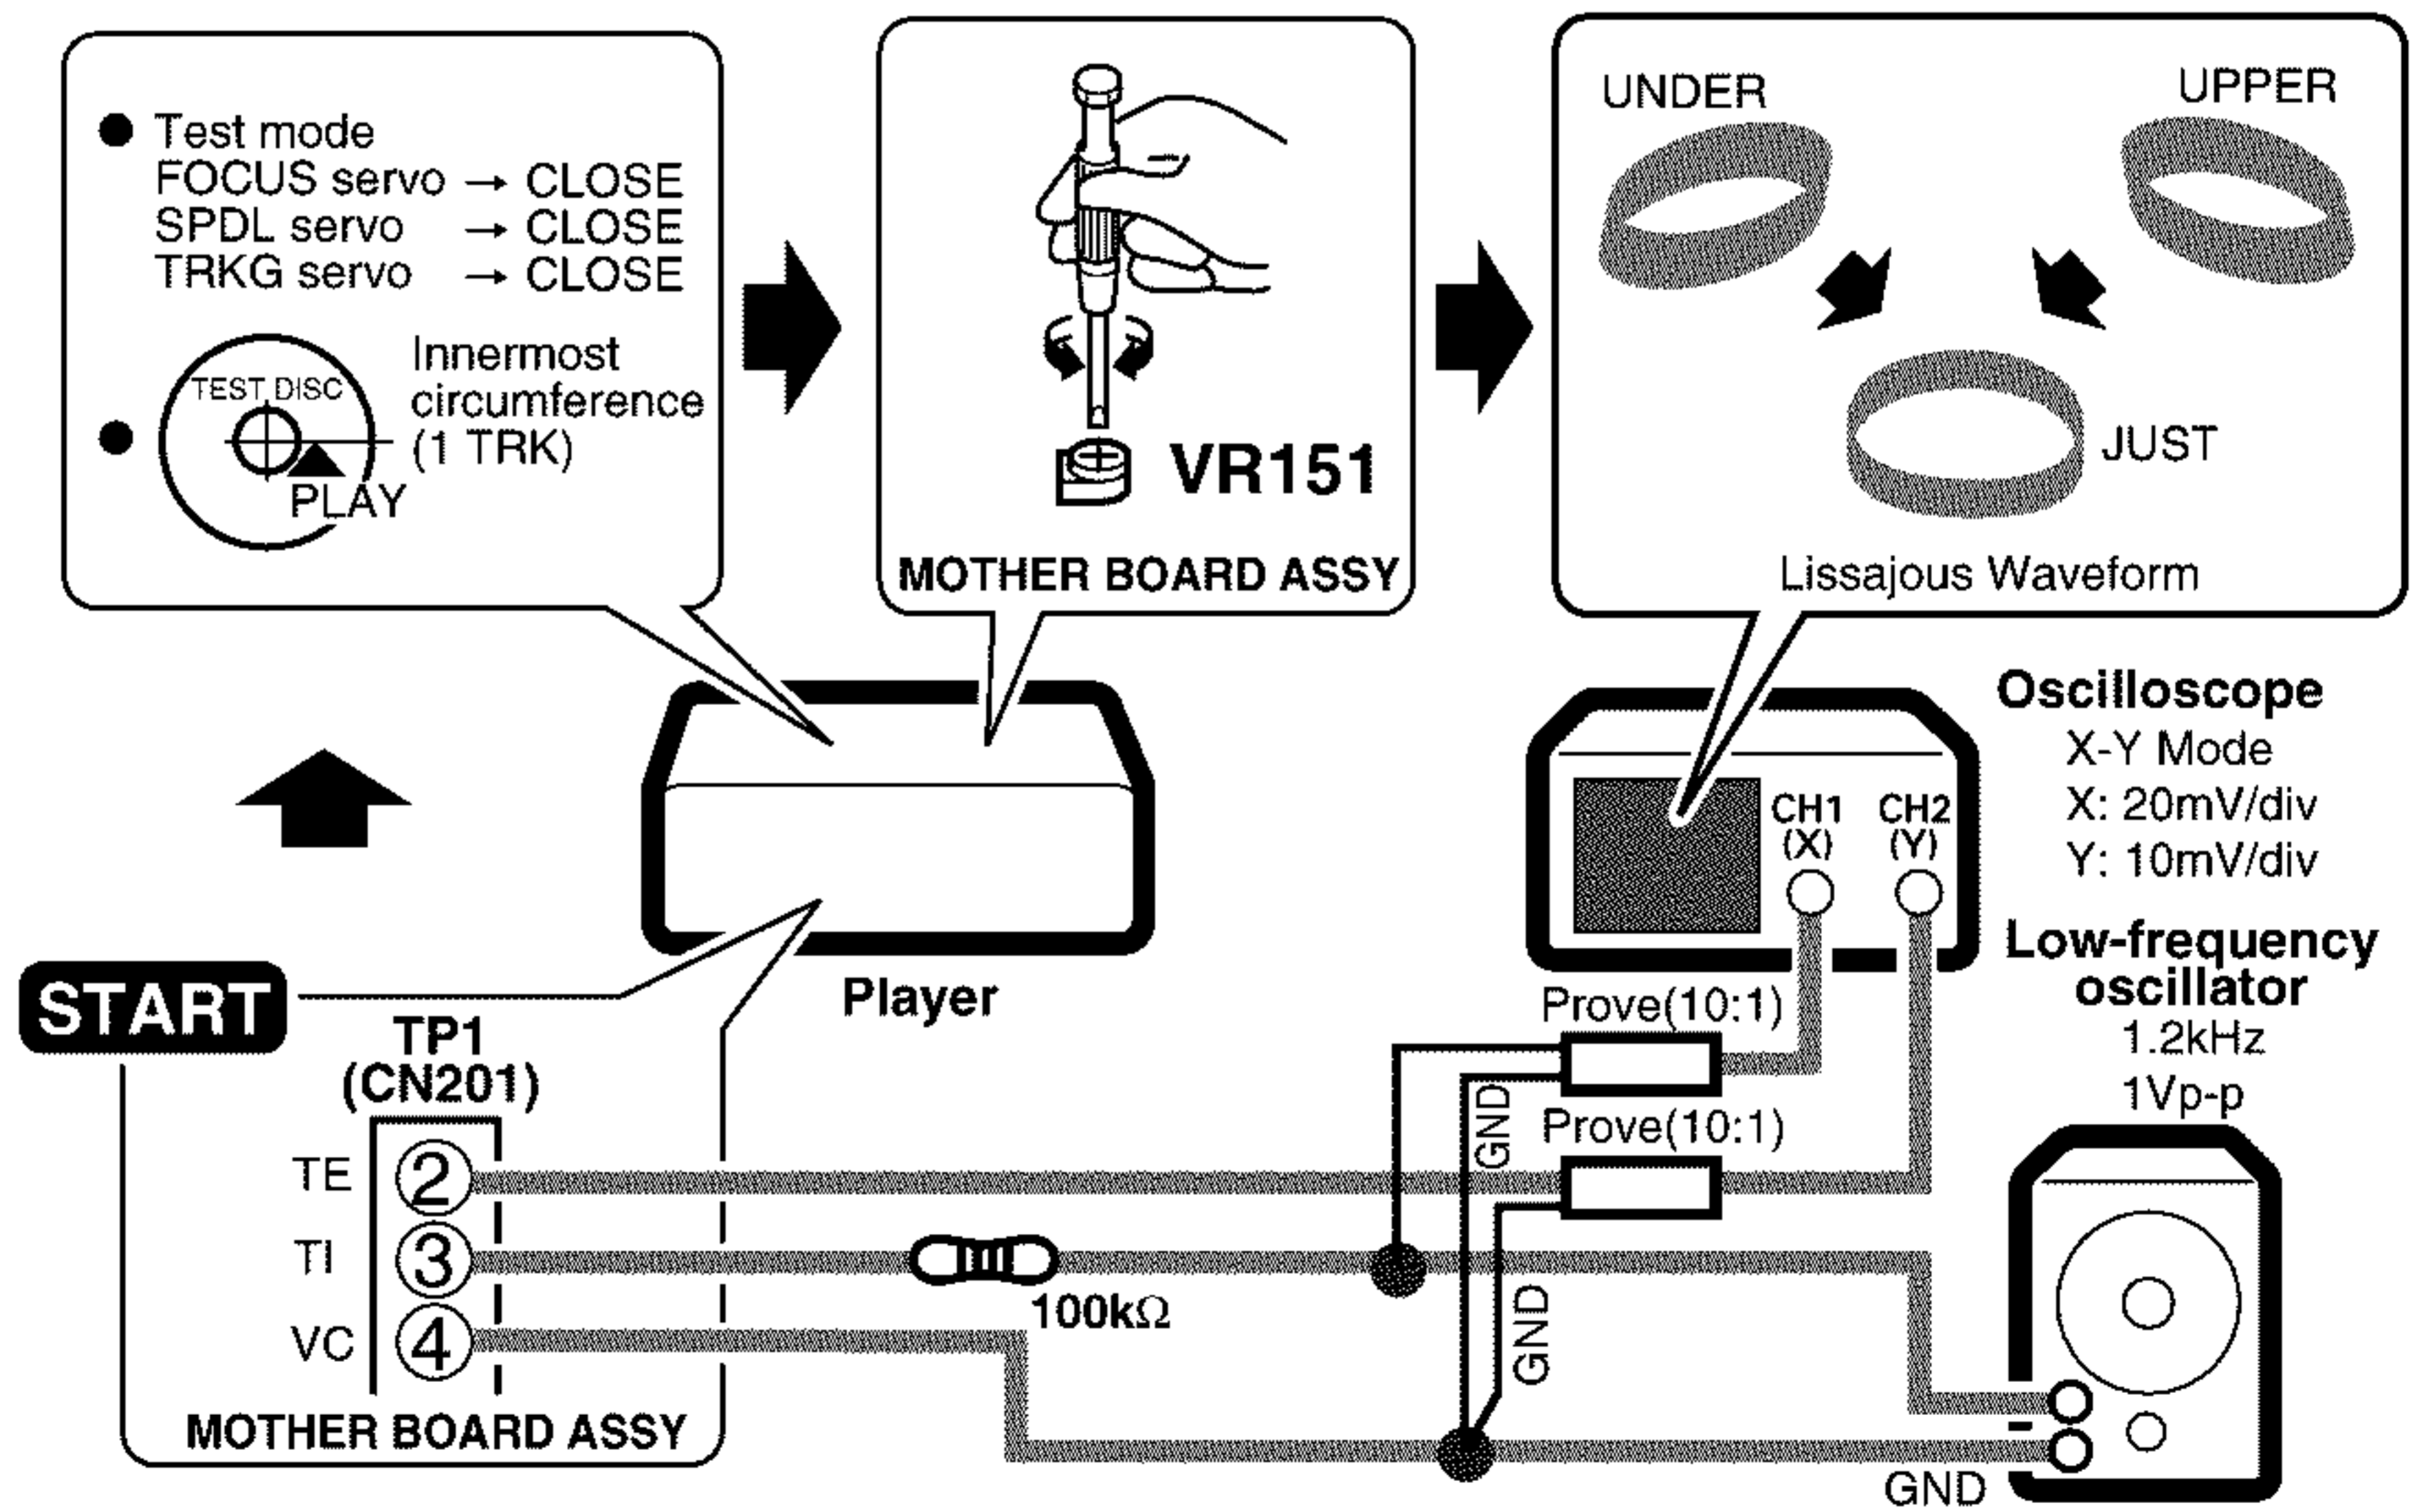 ● Test mode
FOCUS servo → CLOSE
SPDL servo → CLOSE
TRKG servo → CLOSE
TEST DISC
PLAY
Innermost
circumference
(1 TRK)
VR151
MOTHER BOARD ASSY
UNDER
UPPER
JUST
Lissajous Waveform
START
Player
TP1
(CN201)
TE 2
TI 3
VC 4
MOTHER BOARD ASSY
100kΩ
CH1
(X)
CH2
(Y)
Oscilloscope
X-Y Mode
X: 20mV/div
Y: 10mV/div
Prove(10:1)
GND
Prove(10:1)
GND
Low-frequency
oscillator
1.2kHz
1Vp-p
GND